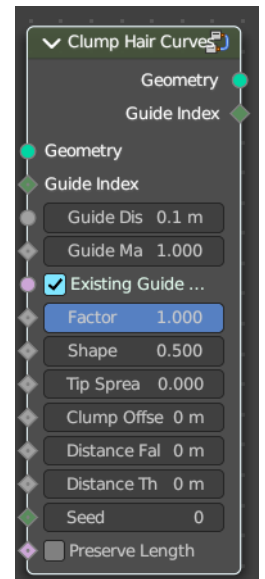 Clump Hair Curves
Geometry
Guide Index
Geometry
Guide Index
Guide Dis 0.1 m
Guide Ma 1.000
Existing Guide ...
Factor 1.000
Shape 0.500
Tip Sprea 0.000
Clump Offse 0 m
Distance Fal 0 m
Distance Th 0 m
Seed 0
Preserve Length